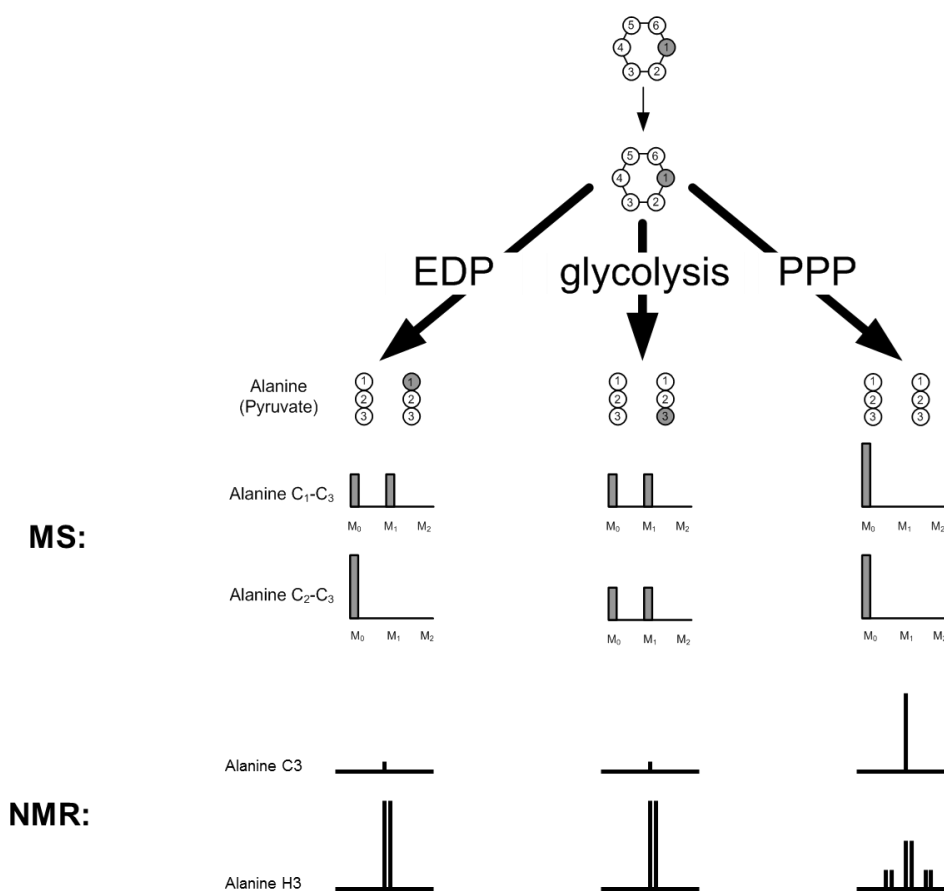 5 6
4 1
3 2
5 6
4 1
3 2
EDP glycolysis PPP
Alanine
(Pyruvate)
1 1 1 1 1 1
2 2 2 2 2 2
3 3 3 3 3 3
Alanine C1-C3
M0 M1 M2 M0 M1 M2 M0 M1 M2
MS:
Alanine C2-C3
M0 M1 M2 M0 M1 M2 M0 M1 M2
Alanine C3
NMR:
Alanine H3